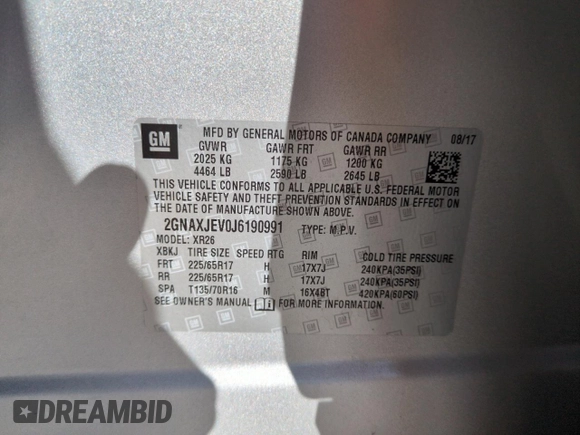 GM
MFD BY GENERAL MOTORS OF CANADA COMPANY 08/17
GVWR GAWR FRT GAWR RR
2025 KG 1175 KG 1200 KG
4464 LB 2590 LB 2645 LB
THIS VEHICLE CONFORMS TO ALL APPLICABLE U.S. FEDERAL MOTOR
VEHICLE SAFETY AND THEFT PREVENTION STANDARDS IN EFFECT ON
THE DATE OF MANUFACTURE SHOWN ABOVE.
2GNAXJEV0J6190991 TYPE: M.P.V.
MODEL: XR26
XBKJ TIRE SIZE SPEED RTG RIM COLD TIRE PRESSURE
FRT 225/65R17 H 17X7J 240KPA(35PSI)
RR 225/65R17 H 17X7J 240KPA(35PSI)
SPA T135/70R16 M 16X4BT 420KPA(60PSI)
SEE OWNER'S MANUAL FOR MORE INFORMATION.
DREAMBID